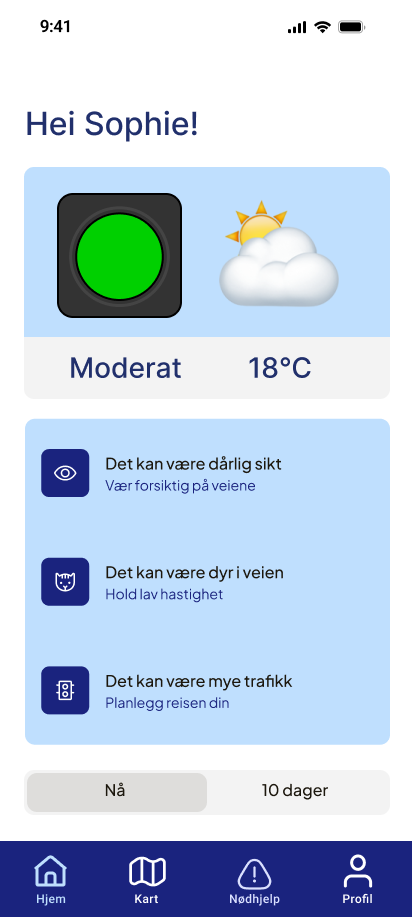 9:41
Hei Sophie!
Moderat 18°C
Det kan være dårlig sikt
Vær forsiktig på veiene
Det kan være dyr i veien
Hold lav hastighet
Det kan være mye trafikk
Planlegg reisen din
Nå 10 dager
Hjem Kart Nødhjelp Profil